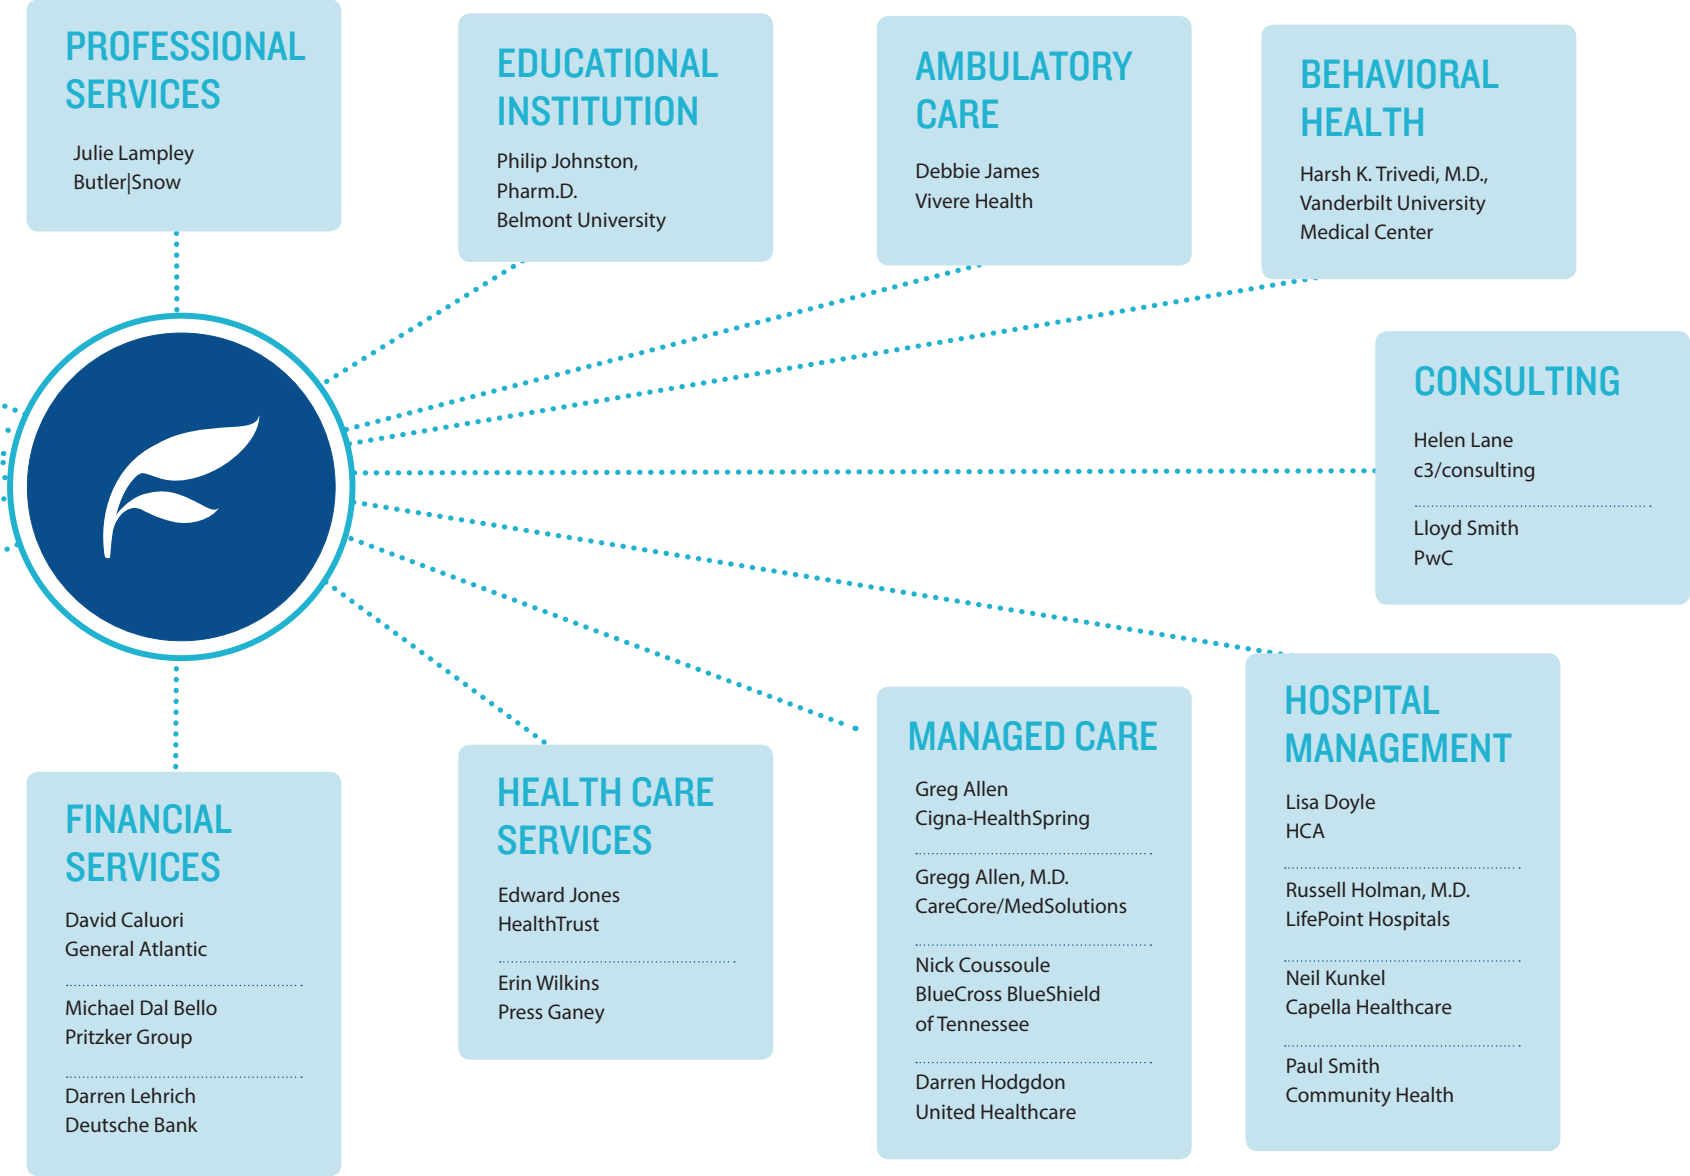 PROFESSIONAL
SERVICES
Julie Lampley
Butler|Snow
EDUCATIONAL
INSTITUTION
Philip Johnston,
Pharm.D.
Belmont University
AMBULATORY
CARE
Debbie James
Vivere Health
BEHAVIORAL
HEALTH
Harsh K. Trivedi, M.D.,
Vanderbilt University
Medical Center
CONSULTING
Helen Lane
c3/consulting
Lloyd Smith
PwC
FINANCIAL
SERVICES
David Caluori
General Atlantic
Michael Dal Bello
Pritzker Group
Darren Lehrich
Deutsche Bank
HEALTH CARE
SERVICES
Edward Jones
HealthTrust
Erin Wilkins
Press Ganey
MANAGED CARE
Greg Allen
Cigna-HealthSpring
Gregg Allen, M.D.
CareCore/MedSolutions
Nick Coussoule
BlueCross BlueShield
of Tennessee
Darren Hodgdon
United Healthcare
HOSPITAL
MANAGEMENT
Lisa Doyle
HCA
Russell Holman, M.D.
LifePoint Hospitals
Neil Kunkel
Capella Healthcare
Paul Smith
Community Health